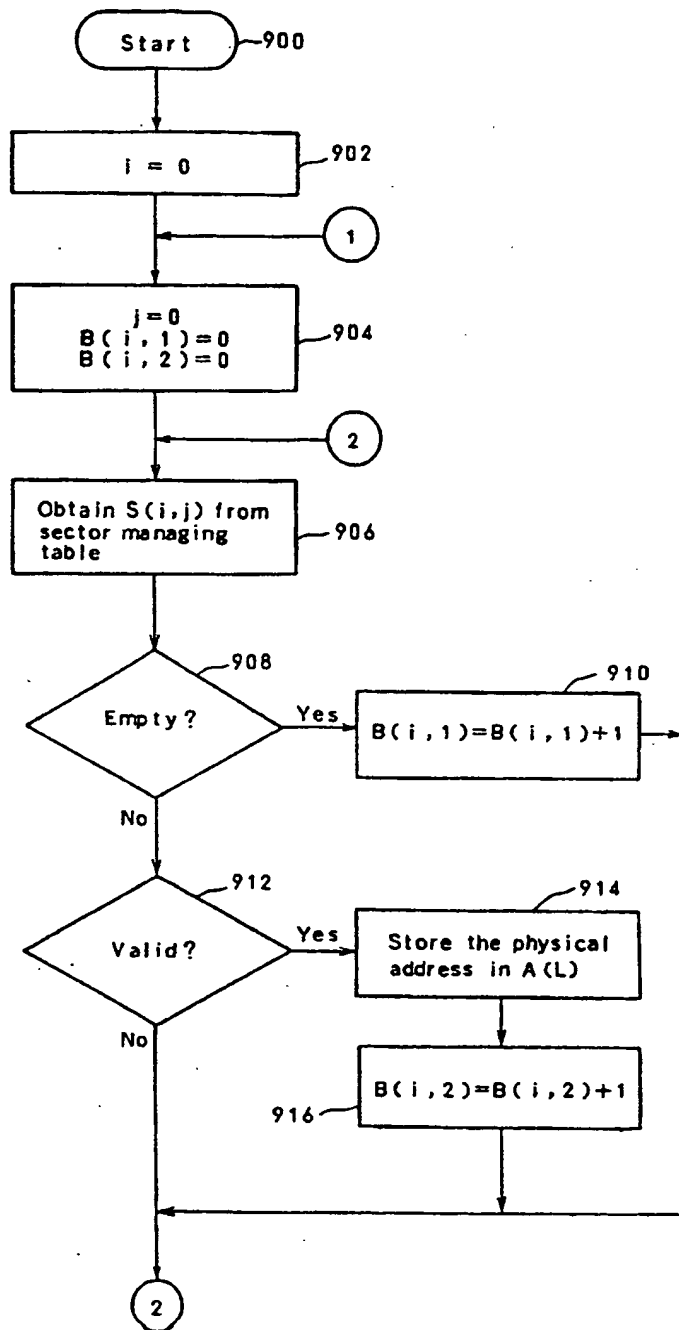 Start
900
i = 0
902
1
j=0
B(i,1)=0
B(i,2)=0
904
2
Obtain S(i,j) from
sector managing
table
906
908
Empty?
Yes
910
B(i,1)=B(i,1)+1
No
912
Valid?
Yes
914
Store the physical
address in A(L)
No
916
B(i,2)=B(i,2)+1
2